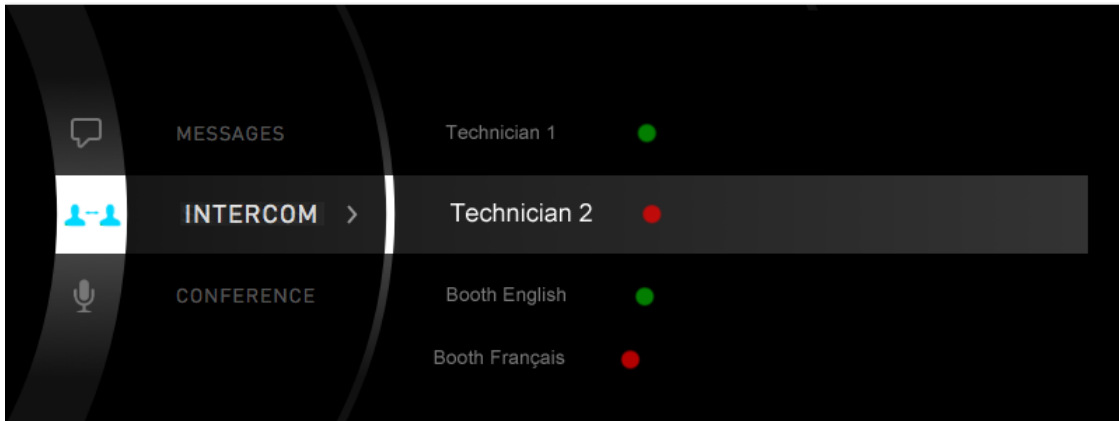 MESSAGES
Technician 1
INTERCOM >
Technician 2
CONFERENCE
Booth English
Booth Français